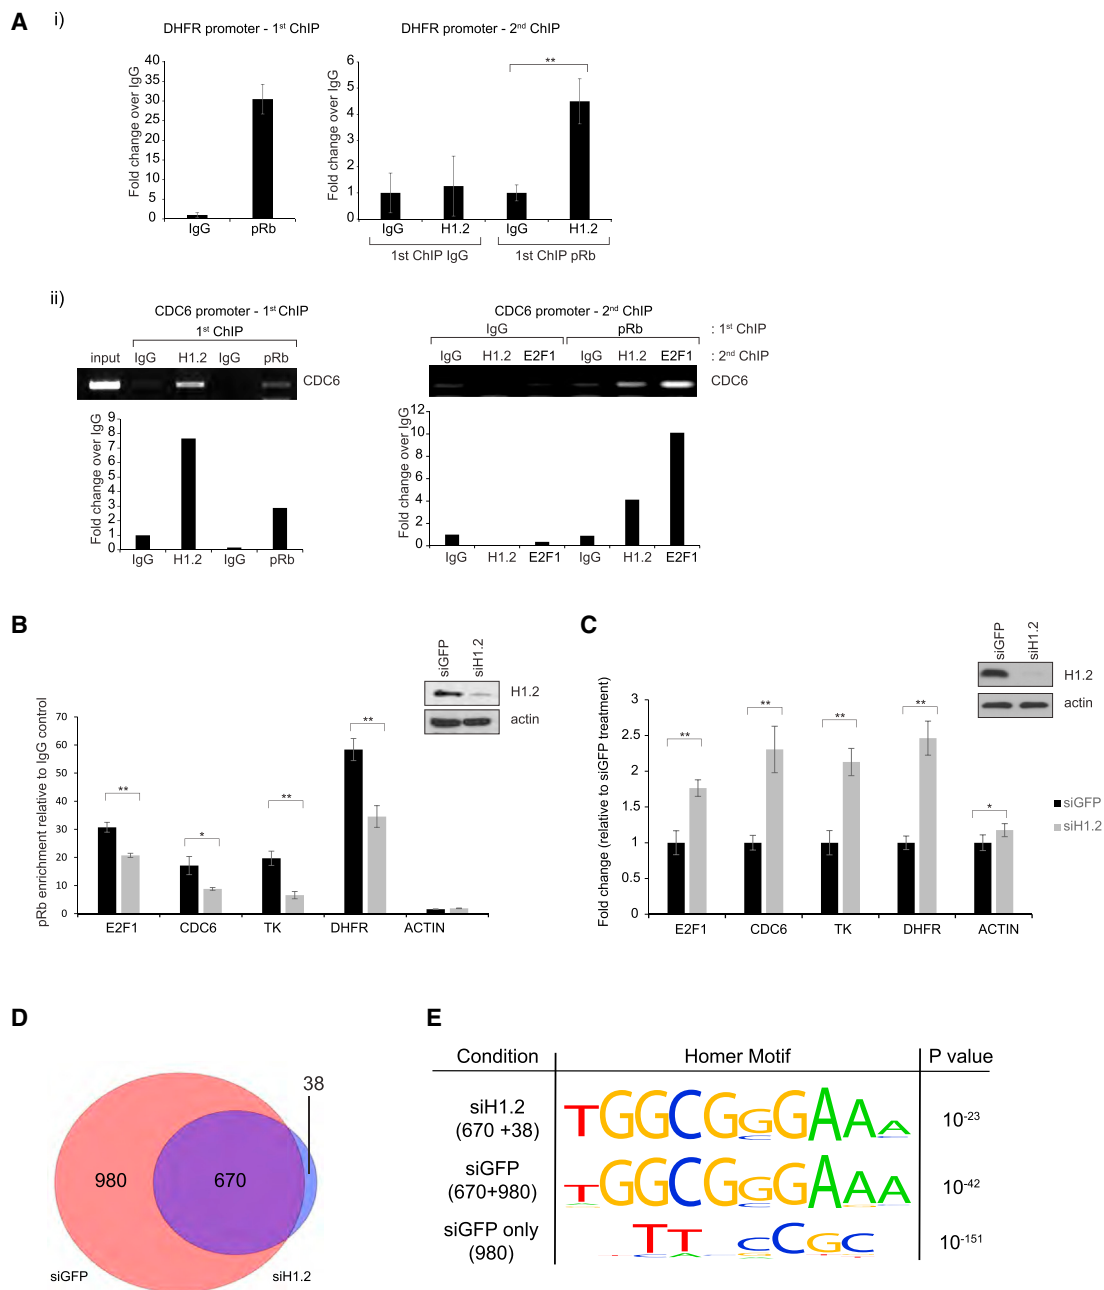 A
i)
DHFR promoter - 1st ChIP
DHFR promoter - 2nd ChIP
Fold change over IgG
40
35
30
25
20
15
10
5
0
IgG
pRb
Fold change over IgG
6
5
4
3
2
1
0
**
IgG
H1.2
IgG
H1.2
1st ChIP IgG
1st ChIP pRb
ii)
CDC6 promoter - 1st ChIP
1st ChIP
input
IgG
H1.2
IgG
pRb
CDC6
Fold change over IgG
9
8
7
6
5
4
3
2
1
0
IgG
H1.2
IgG
pRb
CDC6 promoter - 2nd ChIP
IgG
pRb
: 1st ChIP
IgG
H1.2
E2F1
IgG
H1.2
E2F1
: 2nd ChIP
CDC6
Fold change over IgG
12
10
8
6
4
2
0
IgG
H1.2
E2F1
IgG
H1.2
E2F1
B
siGFP
siH1.2
H1.2
actin
pRb enrichment relative to IgG control
70
60
50
40
30
20
10
0
**
*
**
**
E2F1
CDC6
TK
DHFR
ACTIN
C
siGFP
siH1.2
H1.2
actin
Fold change (relative to siGFP treatment)
3
2.5
2
1.5
1
0.5
0
**
**
**
**
*
E2F1
CDC6
TK
DHFR
ACTIN
siGFP
siH1.2
D
38
980
670
siGFP
siH1.2
E
Condition
Homer Motif
P value
siH1.2
(670 +38)
TGGCGGGAAA
10-23
siGFP
(670+980)
TGGCGGGAAA
10-42
siGFP only
(980)
TT CCGC
10-151